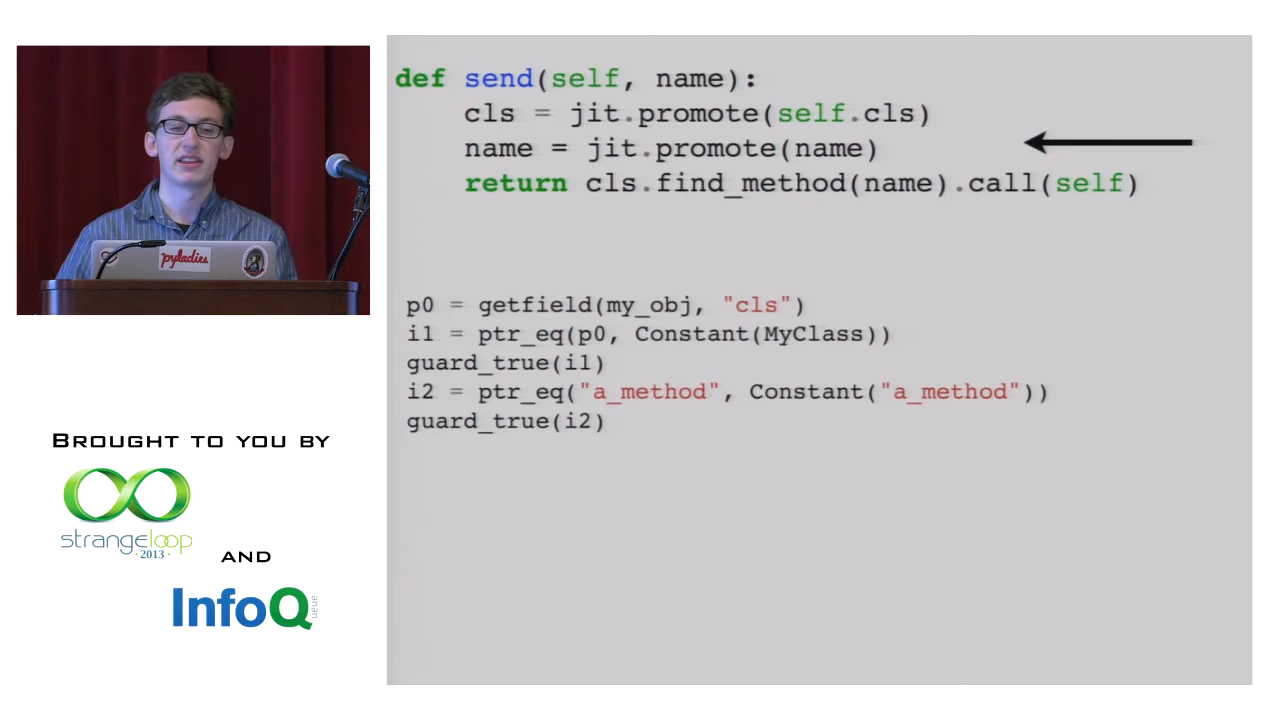 def send(self, name):
cls = jit.promote(self.cls)
name = jit.promote(name)
return cls.find_method(name).call(self)
p0 = getfield(my_obj, "cls")
i1 = ptr_eq(p0, Constant(MyClass))
guard_true(i1)
i2 = ptr_eq("a_method", Constant("a_method"))
guard_true(i2)
pyladies
BROUGHT TO YOU BY
strangeloop
·2013·
AND
InfoQ
ueue